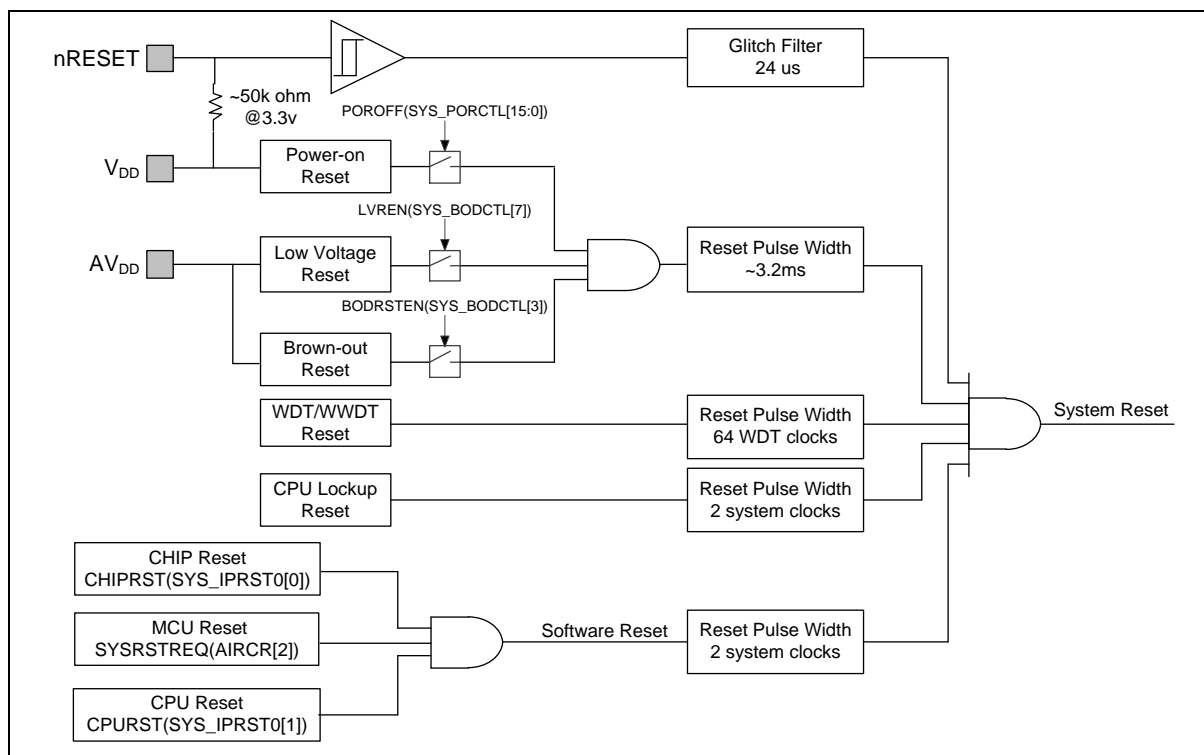 nRESET
Glitch Filter
24 us
~50k ohm
@3.3v
POROFF(SYS_PORCTL[15:0])
VDD
Power-on
Reset
LVREN(SYS_BODCTL[7])
AVDD
Low Voltage
Reset
Reset Pulse Width
~3.2ms
BODRSTEN(SYS_BODCTL[3])
Brown-out
Reset
WDT/WWDT
Reset
Reset Pulse Width
64 WDT clocks
System Reset
CPU Lockup
Reset
Reset Pulse Width
2 system clocks
CHIP Reset
CHIPRST(SYS_IPRST0[0])
MCU Reset
SYSRSTREQ(AIRCR[2])
Software Reset
Reset Pulse Width
2 system clocks
CPU Reset
CPURST(SYS_IPRST0[1])